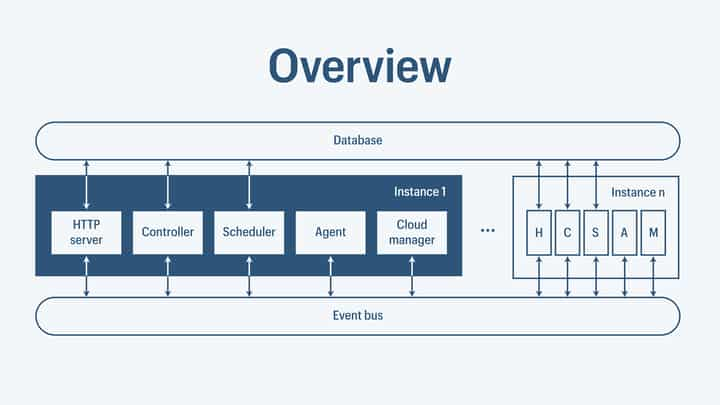 Overview
Database
Instance 1
HTTP
server
Controller
Scheduler
Agent
Cloud
manager
...
Instance n
H
C
S
A
M
Event bus